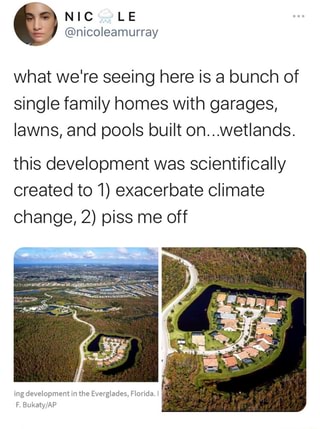 NIC 🌧 LE
@nicoleamurray
what we're seeing here is a bunch of
single family homes with garages,
lawns, and pools built on...wetlands.
this development was scientifically
created to 1) exacerbate climate
change, 2) piss me off
ing development in the Everglades, Florida.
F. Bukaty/AP